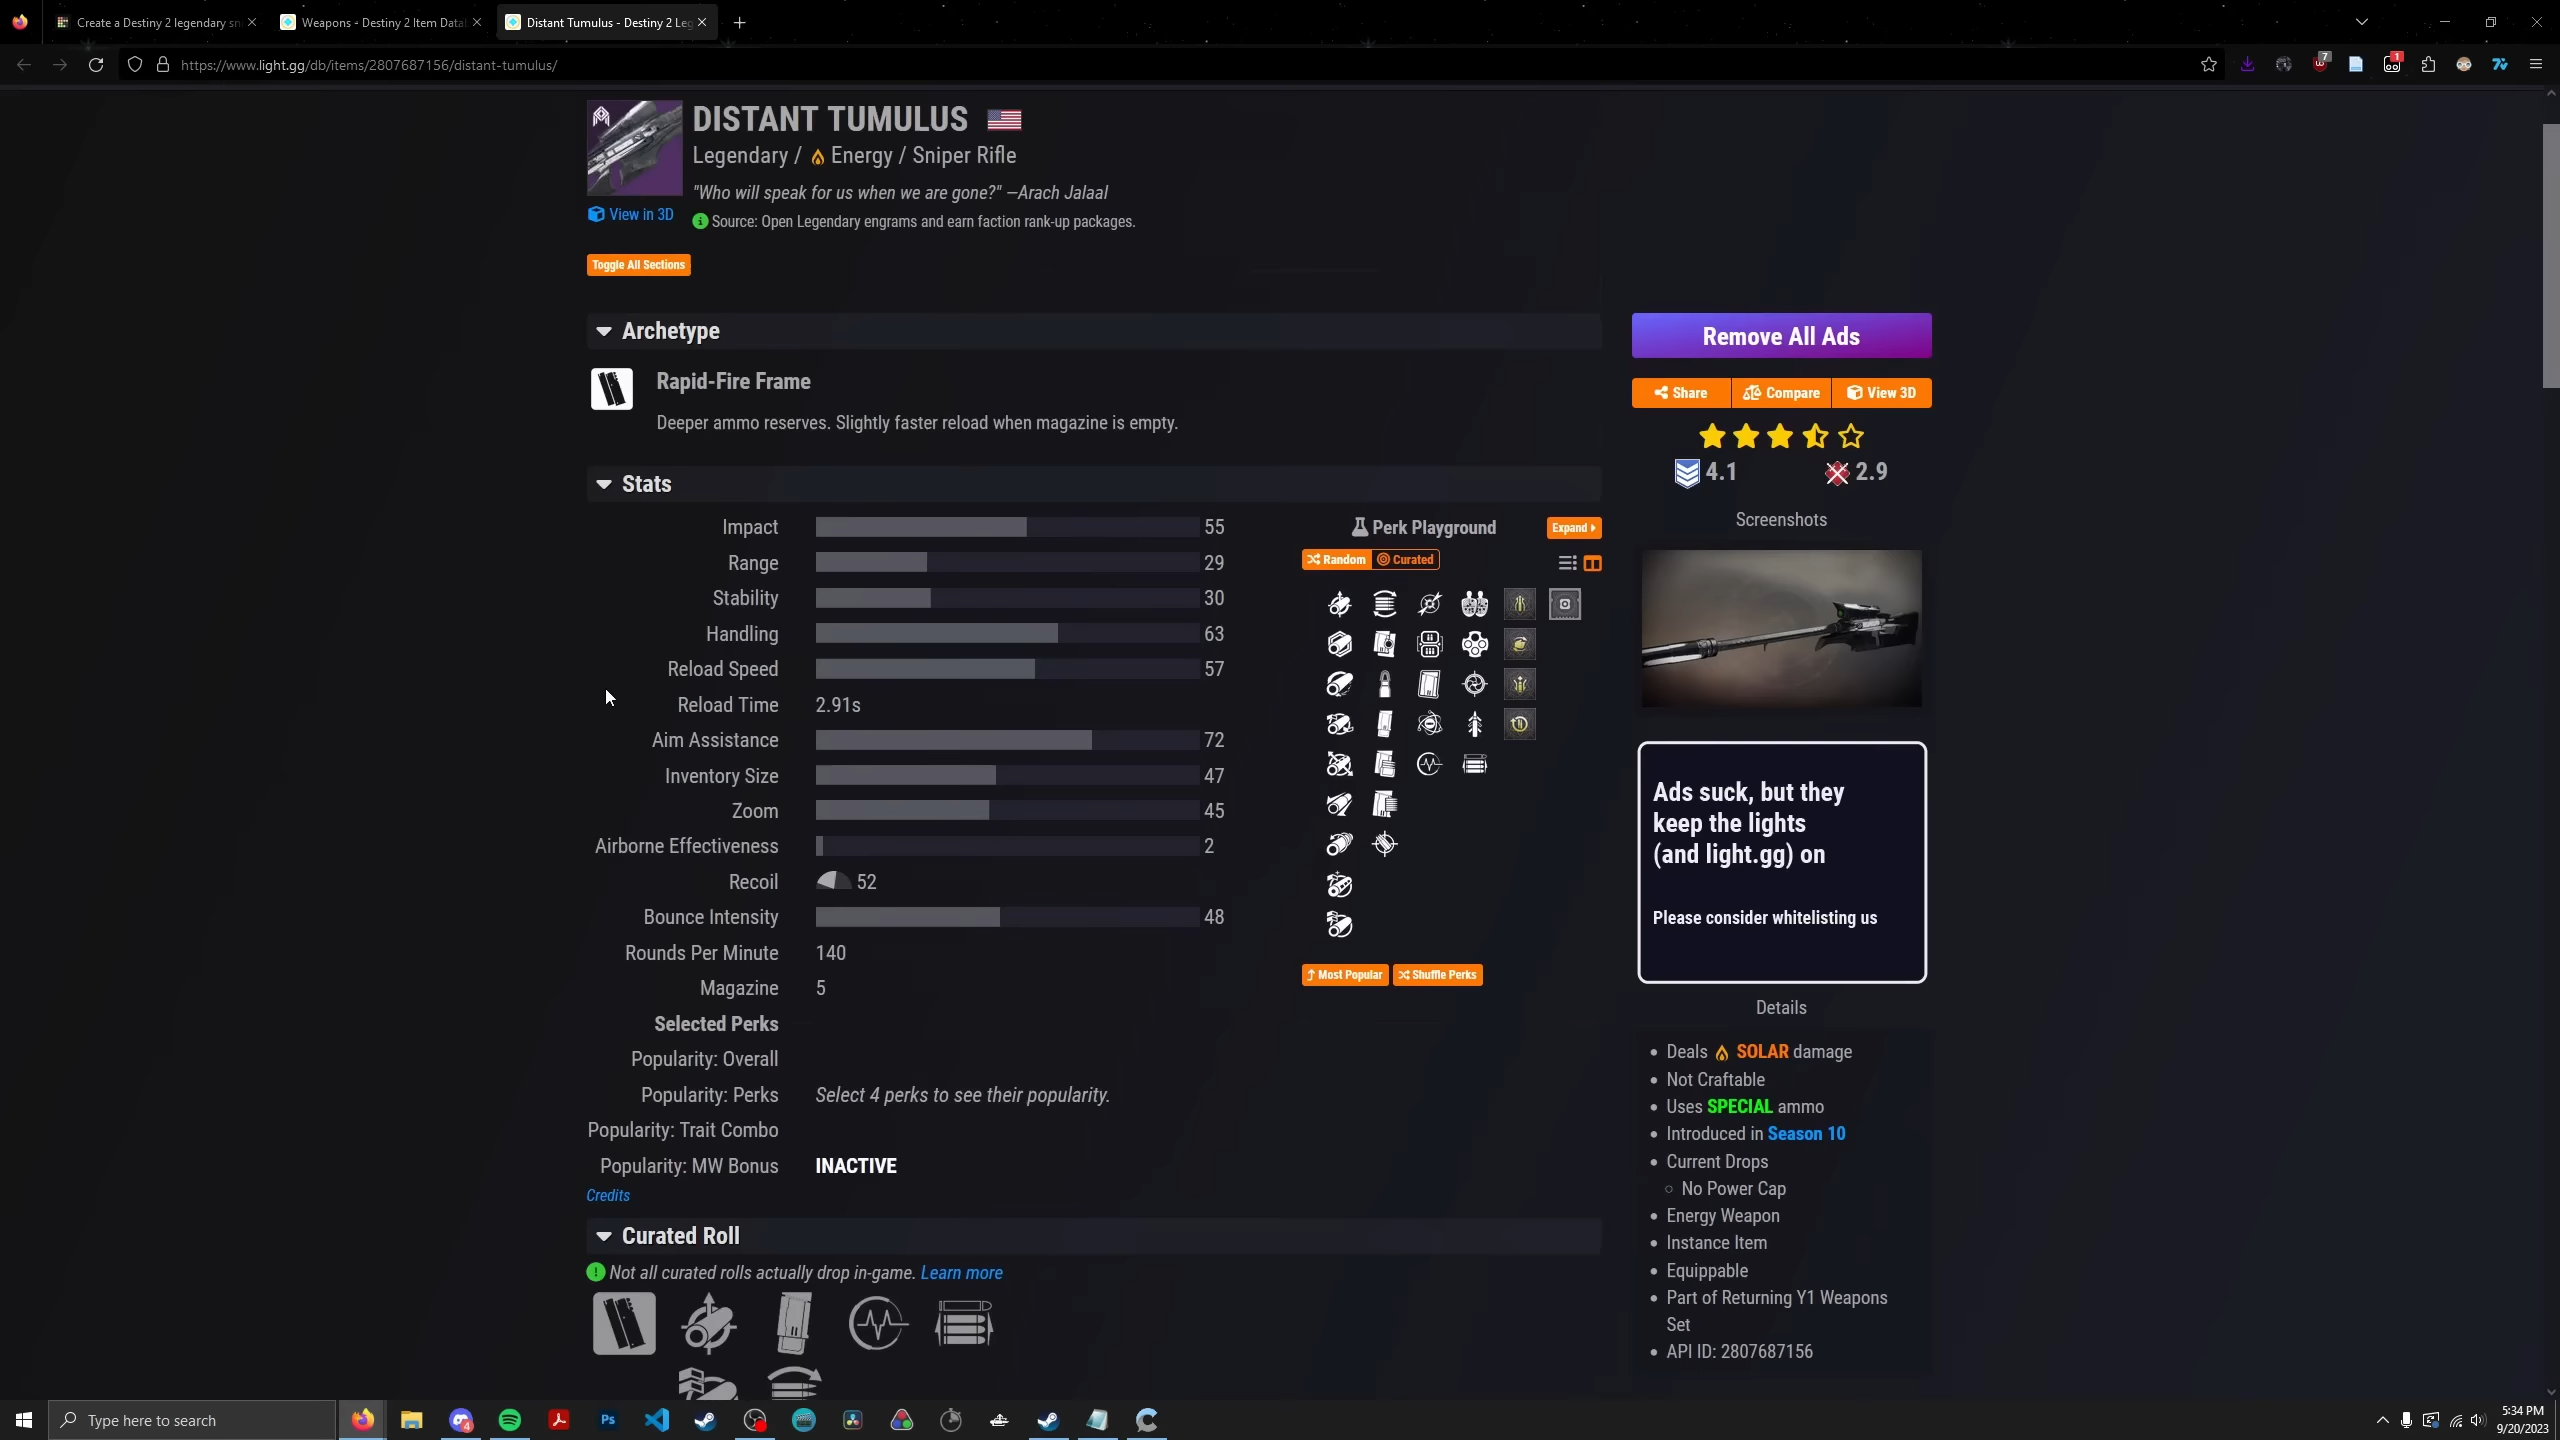 Create a Destiny 2 legendary sn
Weapons - Destiny 2 Item Datal
Distant Tumulus - Destiny 2 Leg
https://www.light.gg/db/items/2807687156/distant-tumulus/
7
1
DISTANT TUMULUS
Legendary / Energy / Sniper Rifle
"Who will speak for us when we are gone?" —Arach Jalaal
View in 3D
Source: Open Legendary engrams and earn faction rank-up packages.
Toggle All Sections
Archetype
Rapid-Fire Frame
Deeper ammo reserves. Slightly faster reload when magazine is empty.
Stats
Impact 55
Range 29
Stability 30
Handling 63
Reload Speed 57
Reload Time 2.91s
Aim Assistance 72
Inventory Size 47
Zoom 45
Airborne Effectiveness 2
Recoil 52
Bounce Intensity 48
Rounds Per Minute 140
Magazine 5
Selected Perks
Popularity: Overall
Popularity: Perks Select 4 perks to see their popularity.
Popularity: Trait Combo
Popularity: MW Bonus INACTIVE
Credits
Perk Playground
Expand
Random Curated
Most Popular Shuffle Perks
Curated Roll
Not all curated rolls actually drop in-game. Learn more
Remove All Ads
Share Compare View 3D
4.1 2.9
Screenshots
Ads suck, but they
keep the lights
(and light.gg) on
Please consider whitelisting us
Details
Deals SOLAR damage
Not Craftable
Uses SPECIAL ammo
Introduced in Season 10
Current Drops
No Power Cap
Energy Weapon
Instance Item
Equippable
Part of Returning Y1 Weapons
Set
API ID: 2807687156
Type here to search
4
Ps
5:34 PM
9/20/2023